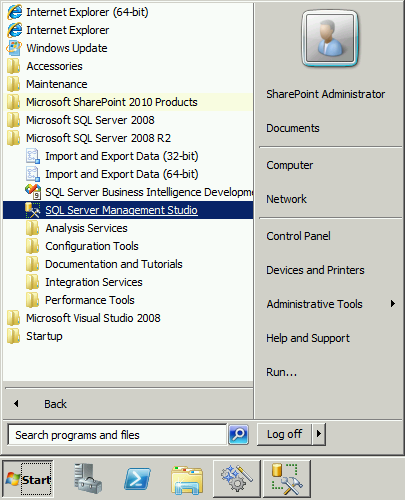 Internet Explorer (64-bit)
Internet Explorer
Windows Update
Accessories
Maintenance
Microsoft SharePoint 2010 Products
Microsoft SQL Server 2008
Microsoft SQL Server 2008 R2
Import and Export Data (32-bit)
Import and Export Data (64-bit)
SQL Server Business Intelligence Developm
SQL Server Management Studio
Analysis Services
Configuration Tools
Documentation and Tutorials
Integration Services
Performance Tools
Microsoft Visual Studio 2008
Startup
Back
Search programs and files
SharePoint Administrator
Documents
Computer
Network
Control Panel
Devices and Printers
Administrative Tools
Help and Support
Run...
Log off
Start